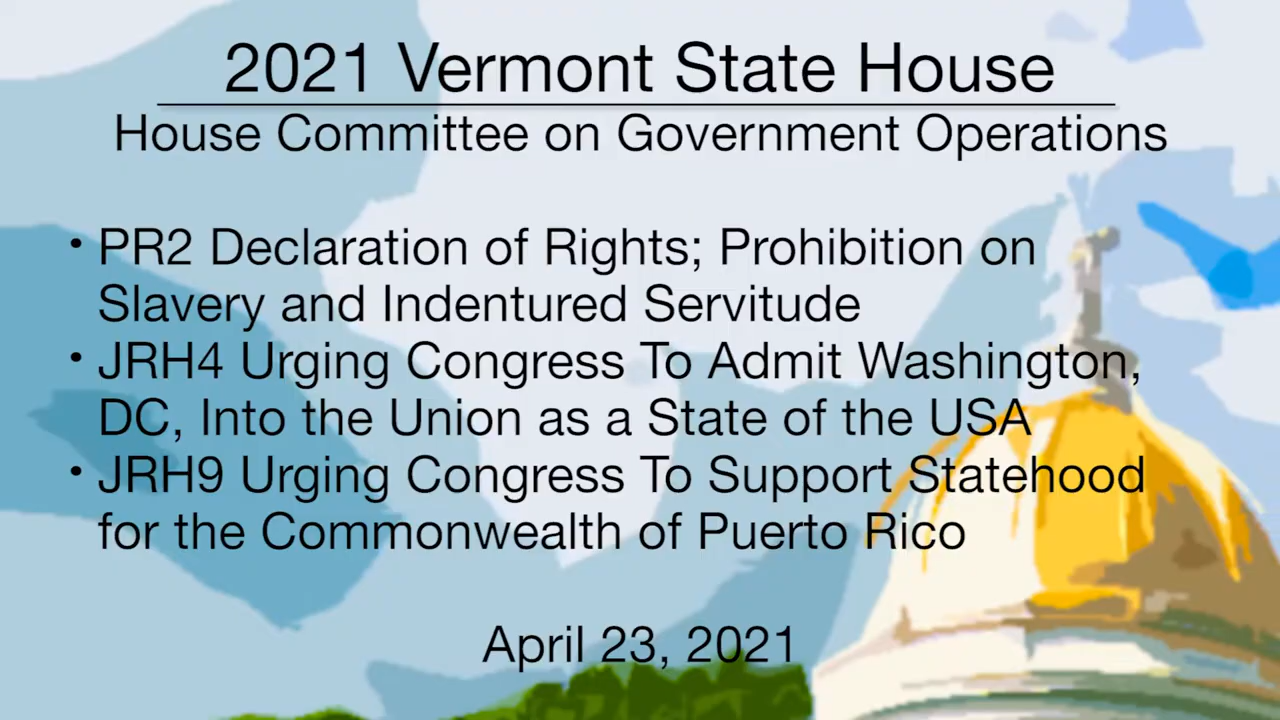 2021 Vermont State House
House Committee on Government Operations
• PR2 Declaration of Rights; Prohibition on
Slavery and Indentured Servitude
• JRH4 Urging Congress To Admit Washington,
DC, Into the Union as a State of the USA
• JRH9 Urging Congress To Support Statehood
for the Commonwealth of Puerto Rico
April 23, 2021